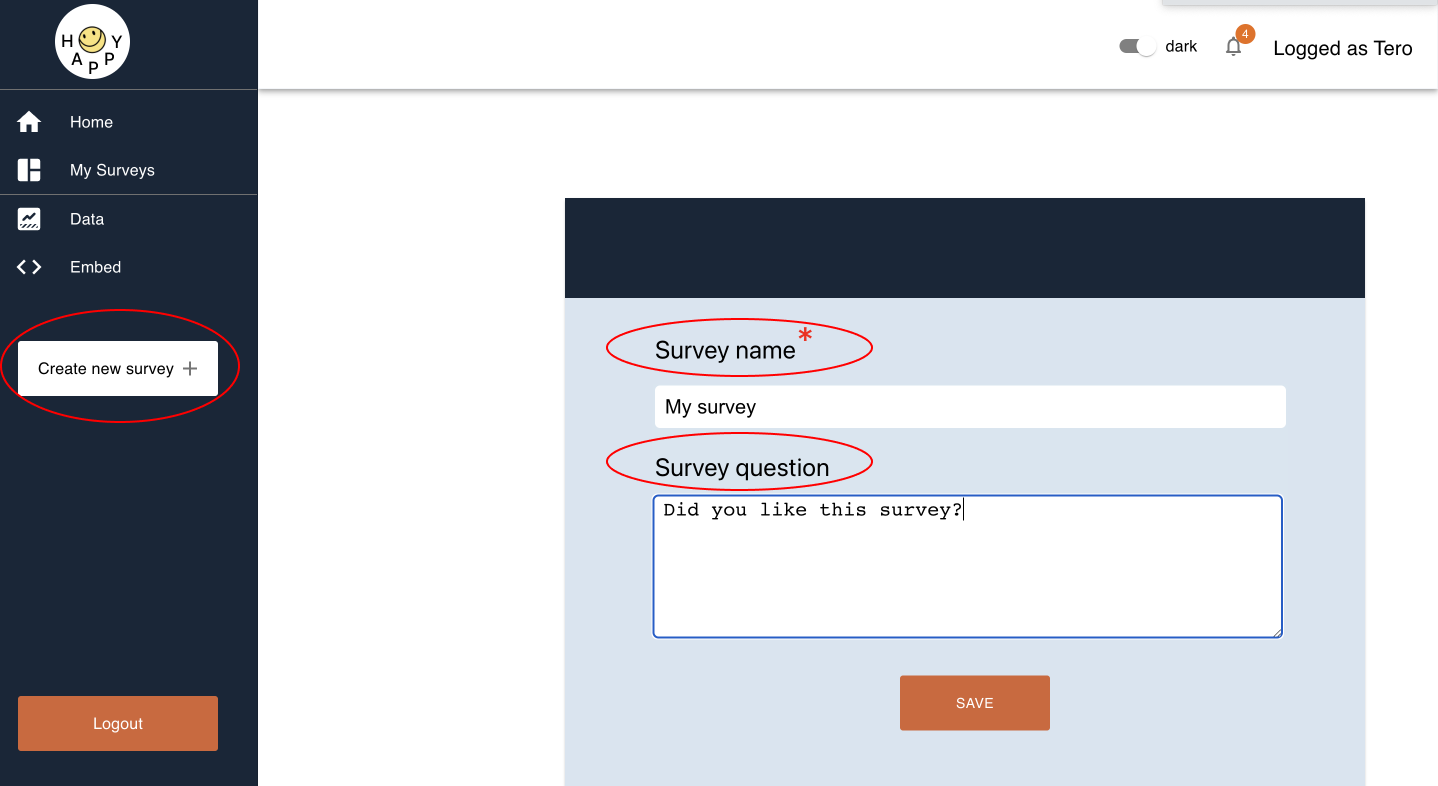 HAPPY
dark
4
Logged as Tero
Home
My Surveys
Data
Embed
Create new survey +
Survey name*
My survey
Survey question
Did you like this survey?
SAVE
Logout